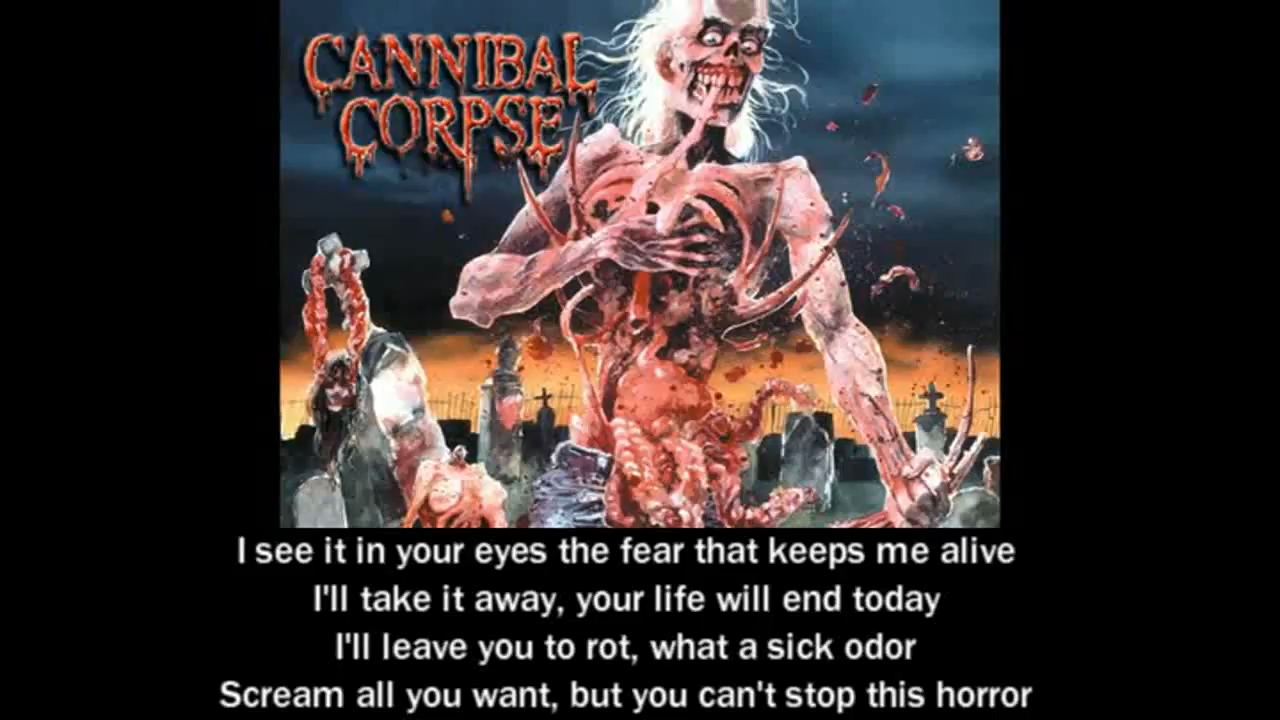 CANNIBAL
CORPSE
I see it in your eyes the fear that keeps me alive
I'll take it away, your life will end today
I'll leave you to rot, what a sick odor
Scream all you want, but you can't stop this horror